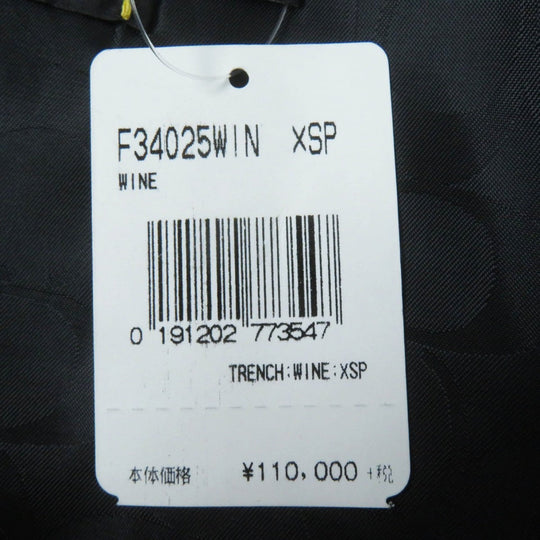 F34025WIN XSP
WINE
0 191202 773547
TRENCH:WINE:XSP
本体価格 ¥110,000 +税